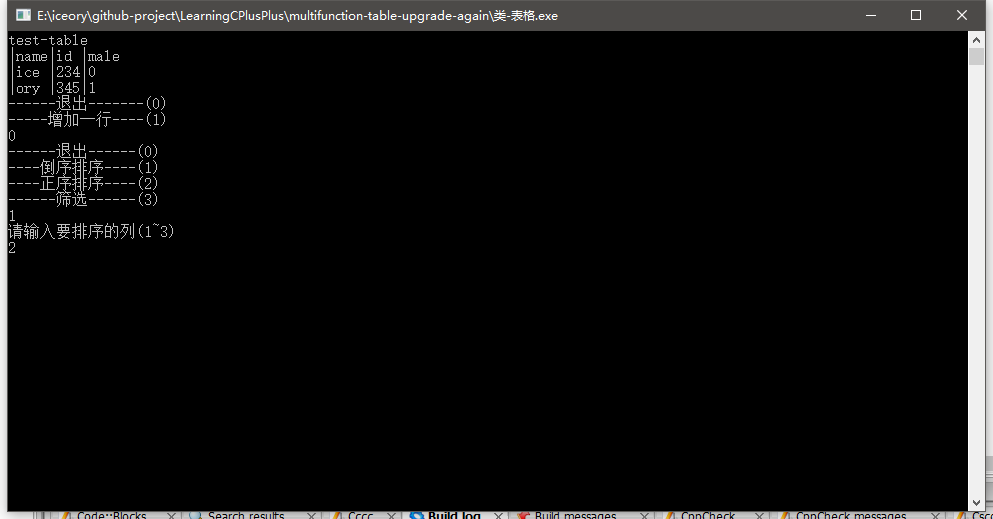 E:\iceory\github-project\LearningCPlusPlus\multifunction-table-upgrade-again\类-表格.exe
test-table
|name|id |male
|ice |234|0
|ory |345|1
------退出-------(0)
-----增加一行----(1)
0
------退出------(0)
----倒序排序----(1)
----正序排序----(2)
------筛选------(3)
1
请输入要排序的列(1~3)
2
Code::Blocks Search results Cccc Build log Build messages CppCheck CppCheck messages Cscc